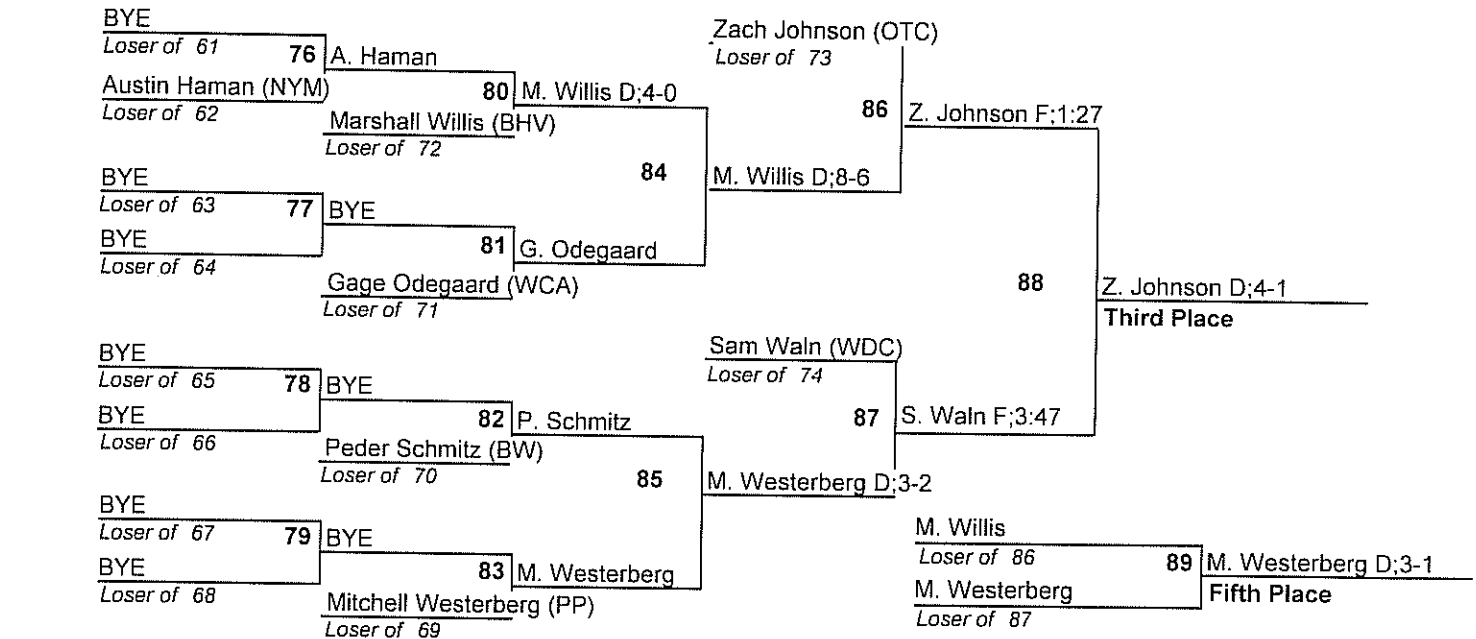 BYE
Loser of 61
76
A. Haman
Austin Haman (NYM)
Loser of 62
80
M. Willis D;4-0
Marshall Willis (BHV)
Loser of 72
BYE
Loser of 63
77
BYE
BYE
Loser of 64
81
G. Odegaard
Gage Odegaard (WCA)
Loser of 71
84
M. Willis D;8-6
Zach Johnson (OTC)
Loser of 73
86
Z. Johnson F;1:27
BYE
Loser of 65
78
BYE
BYE
Loser of 66
82
P. Schmitz
Peder Schmitz (BW)
Loser of 70
BYE
Loser of 67
79
BYE
BYE
Loser of 68
83
M. Westerberg
Mitchell Westerberg (PP)
Loser of 69
85
M. Westerberg D;3-2
Sam Waln (WDC)
Loser of 74
87
S. Waln F;3:47
88
Z. Johnson D;4-1
Third Place
M. Willis
Loser of 86
89
M. Westerberg D;3-1
Fifth Place
M. Westerberg
Loser of 87